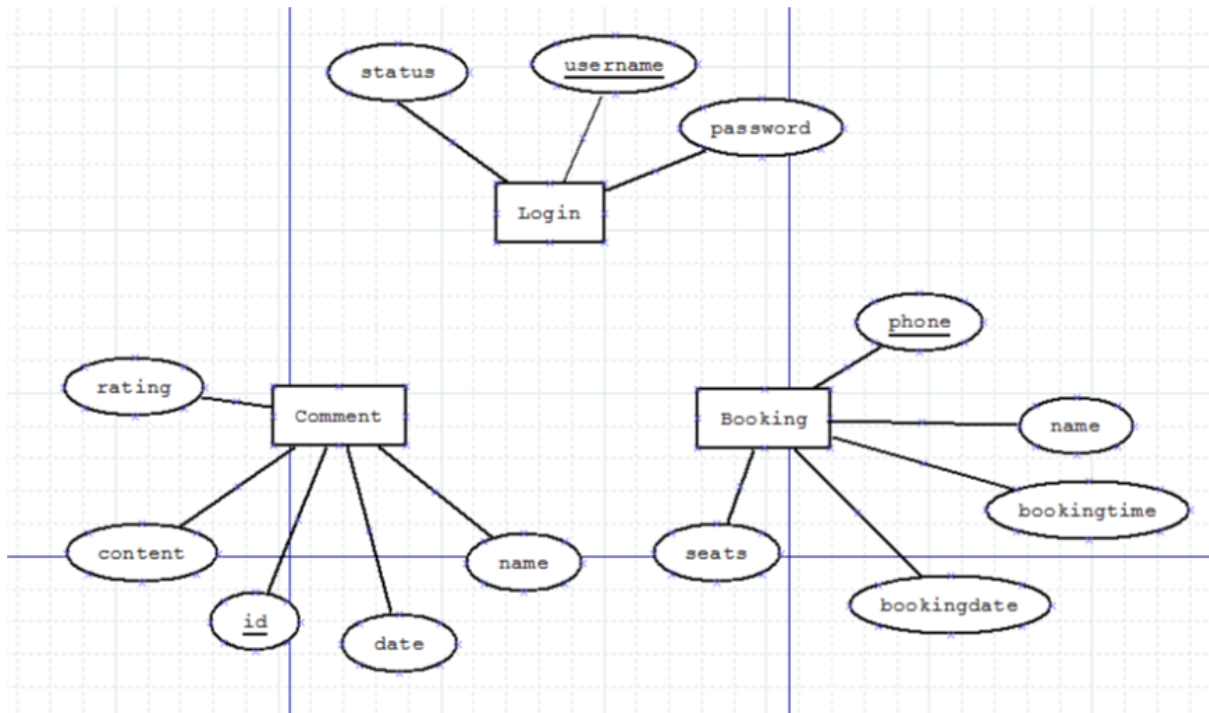 status
username
password
Login
phone
rating
Comment
Booking
name
bookingtime
content
name
seats
id
date
bookingdate